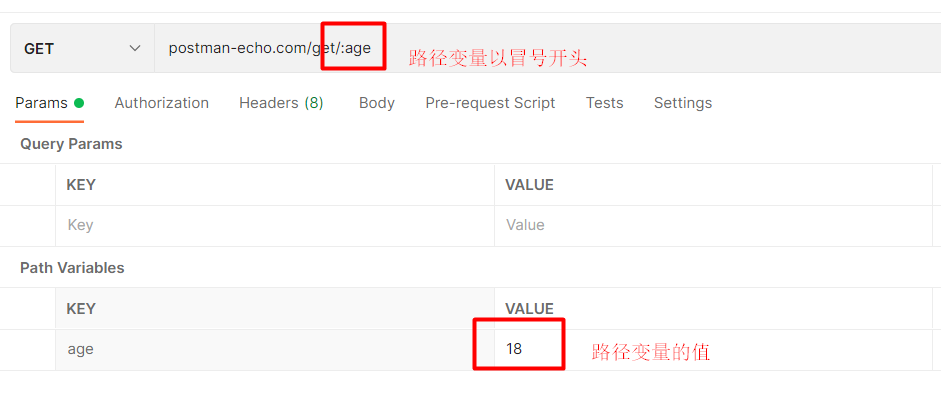 GET postman-echo.com/get/:age 路径变量以冒号开头
Params Authorization Headers (8) Body Pre-request Script Tests Settings
Query Params
KEY VALUE
Key Value
Path Variables
KEY VALUE
age 18 路径变量的值